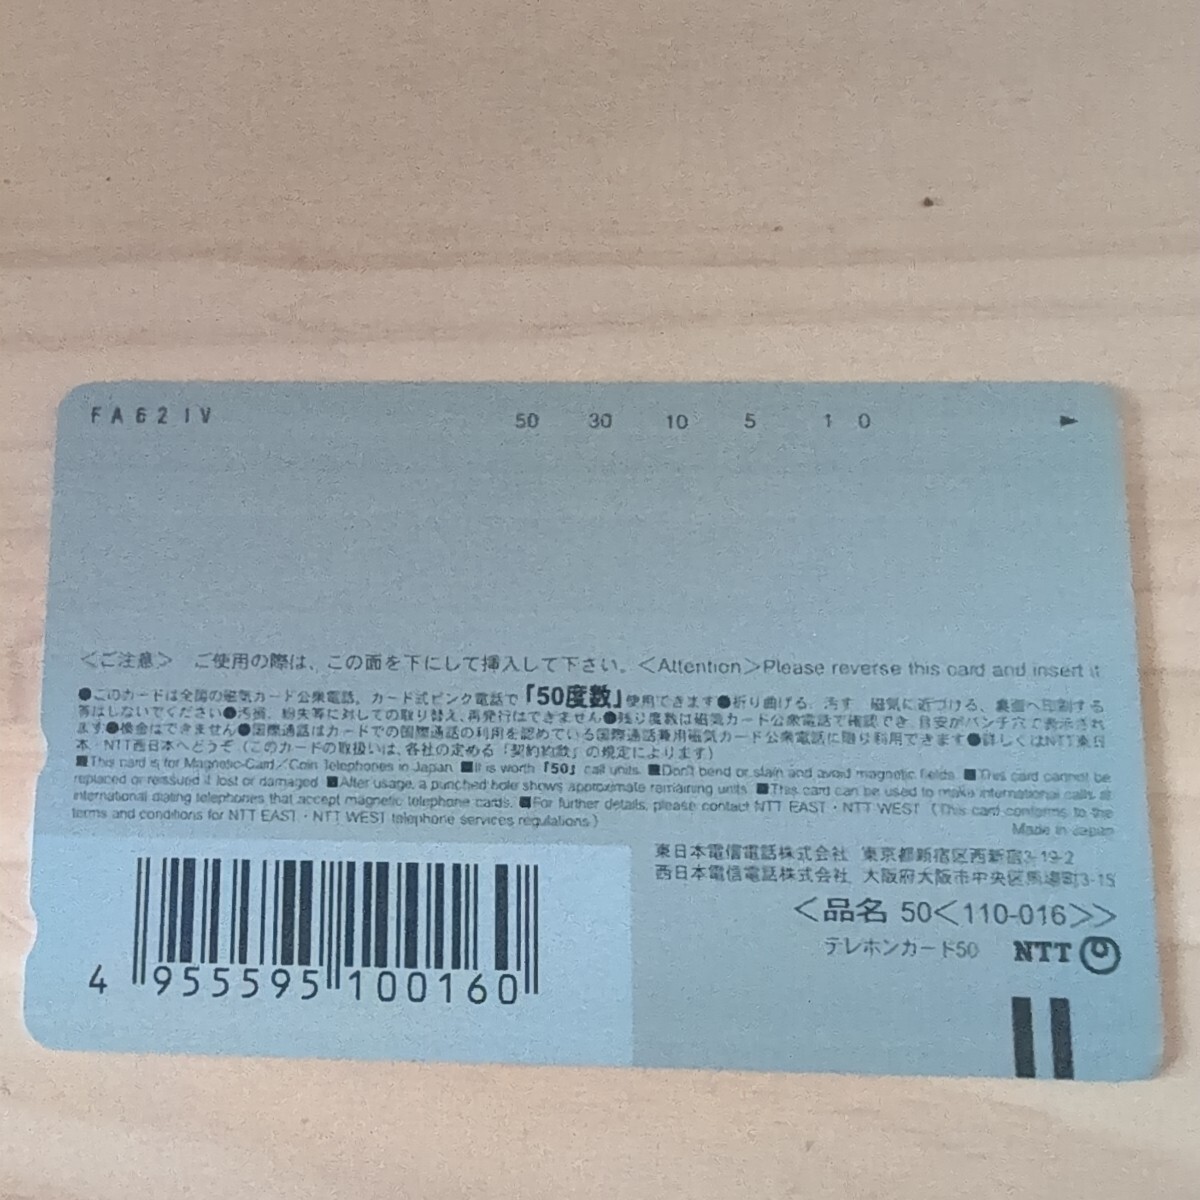 FA621V
50 30 10 5 1 0
＜ご注意＞ ご使用の際は、この面を下にして挿入して下さい。＜Attention＞Please reverse this card and insert it
●このカードは全国の磁気カード公衆電話、カード式ピンク電話で「50度数」使用できます●折り曲げる、汚す 磁気に近づける、裏面へ印刷する
等はしないでください●汚損、紛失等に対しての取り替え、再発行はできません●残り度数は磁気カード公衆電話で確認でき、目安がパンチ穴で表示され
ます●換金はできません●国際通話はカードでの国際通話の利用を認めている国際通話兼用磁気カード公衆電話に限り利用できます●詳しくはNTT東日
本・NTT西日本へどうぞ（このカードの取扱いは、各社の定める「契約約款」の規定によります）
■This card is for Magnetic-Card／Coin Telephones in Japan. ■It is worth「50」call units. ■Don't bend or stain and avoid magnetic fields. ■This card cannot be
replaced or reissued if lost or damaged. ■After usage, a punched hole shows approximate remaining units. ■This card can be used to make international calls at
international dialing telephones that accept magnetic telephone cards. ■For further details, please contact NTT EAST・NTT WEST（This card conforms to the
terms and conditions for NTT EAST・NTT WEST telephone services regulations.）
Made in Japan
東日本電信電話株式会社 東京都新宿区西新宿3-19-2
西日本電信電話株式会社 大阪府大阪市中央区馬場町3-15
＜品名 50＜110-016＞＞
テレホンカード50 NTT
4 955595 100160